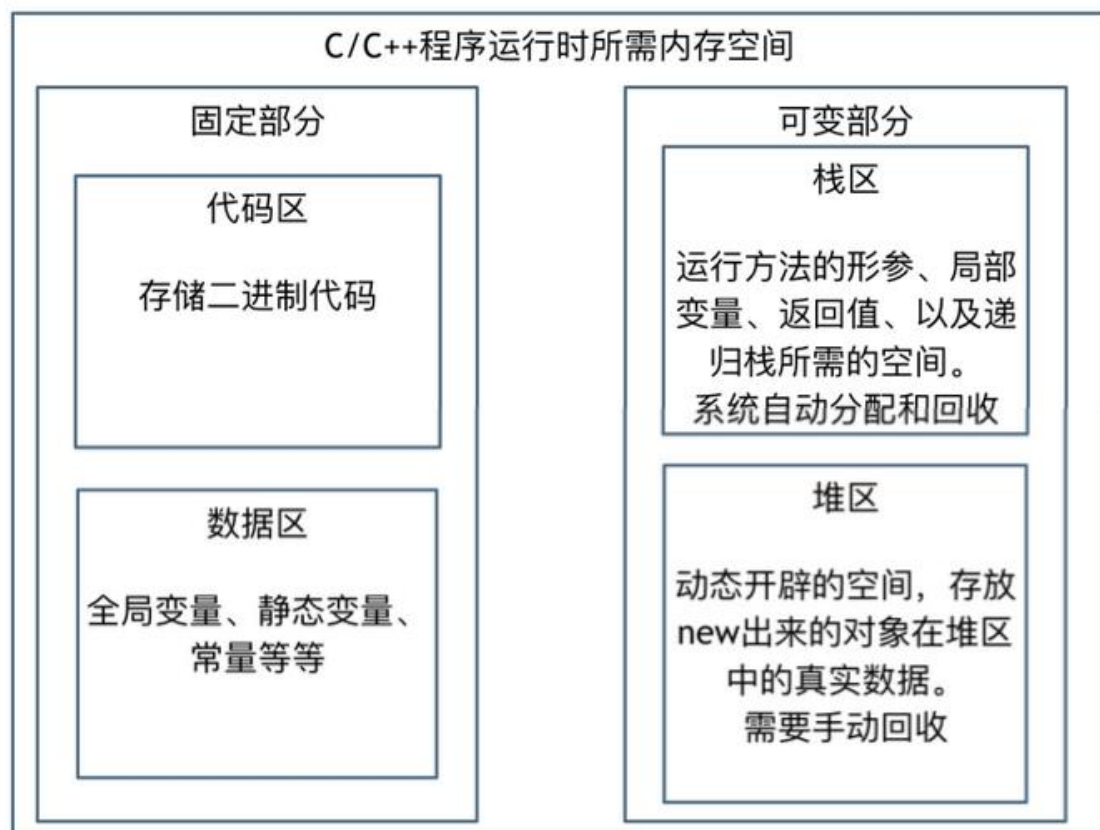 C/C++程序运行时所需内存空间
固定部分
代码区
存储二进制代码
数据区
全局变量、静态变量、
常量等等
可变部分
栈区
运行方法的形参、局部
变量、返回值、以及递
归栈所需的空间。
系统自动分配和回收
堆区
动态开辟的空间，存放
new出来的对象在堆区
中的真实数据。
需要手动回收